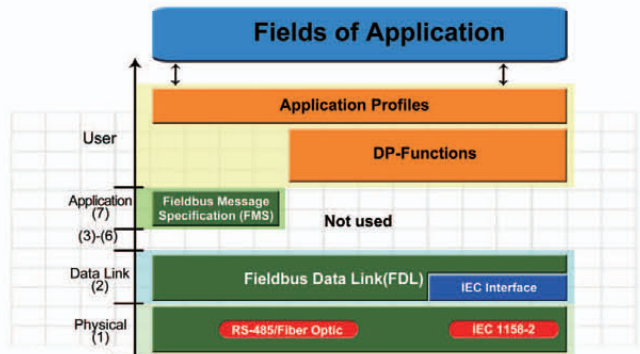 Fields of Application
Application Profiles
User
DP-Functions
Application
(7)
Fieldbus Message
Specification (FMS)
Not used
(3)-(6)
Data Link
(2)
Fieldbus Data Link(FDL)
IEC Interface
Physical
(1)
RS-485/Fiber Optic
IEC 1158-2